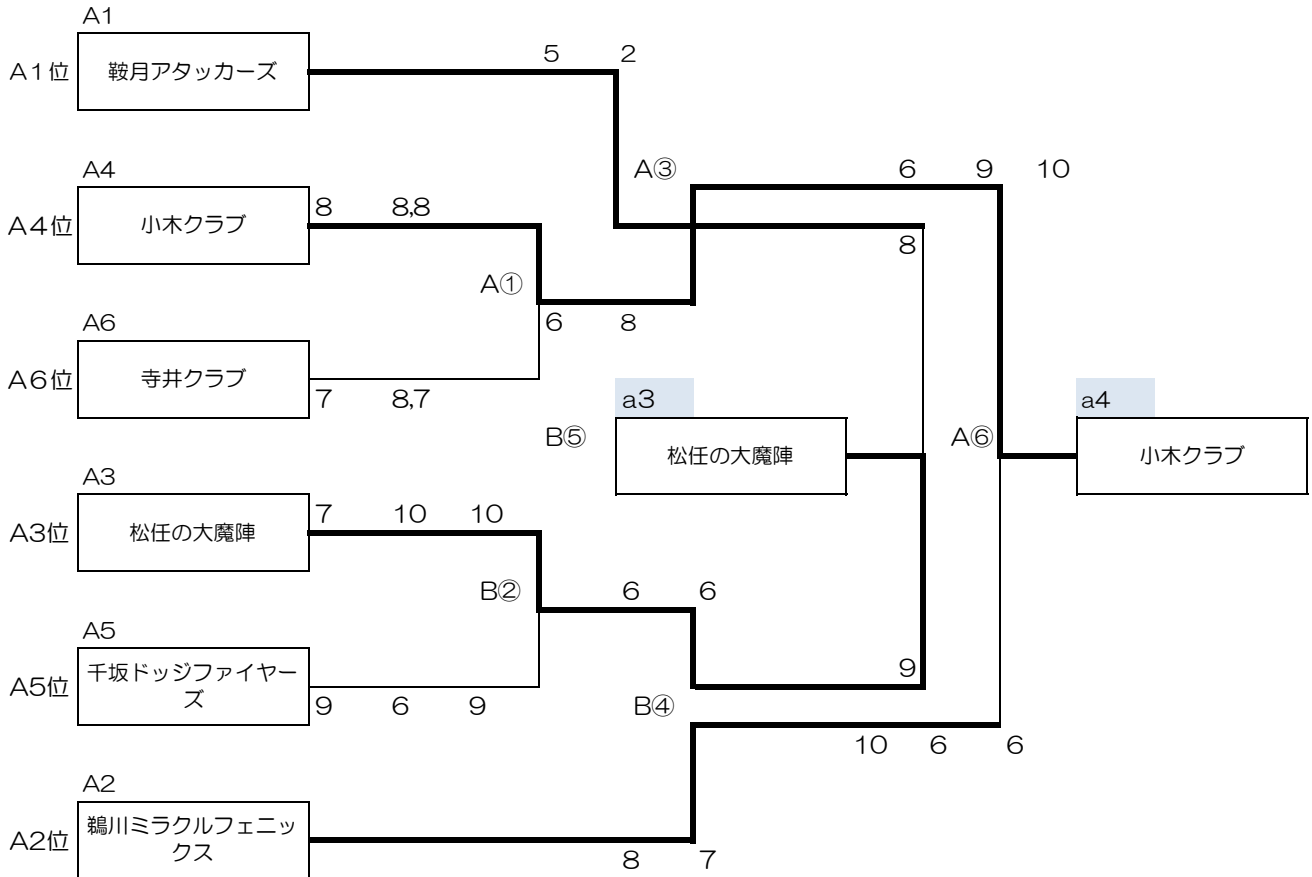 A1
A１位 鞍月アタッカーズ
5 2
A③
6 9 10
A4
A４位 小木クラブ
8 8,8
8
A①
6 8
A6
A６位 寺井クラブ
7 8,7
a3
B⑤ 松任の大魔陣
A⑥
a4
小木クラブ
A3
A3位 松任の大魔陣
7 10 10
B②
6 6
A5
A5位 千坂ドッジファイヤー
ズ
9 6 9
9
B④
10 6 6
A2
A2位 鵜川ミラクルフェニッ
クス
8 7